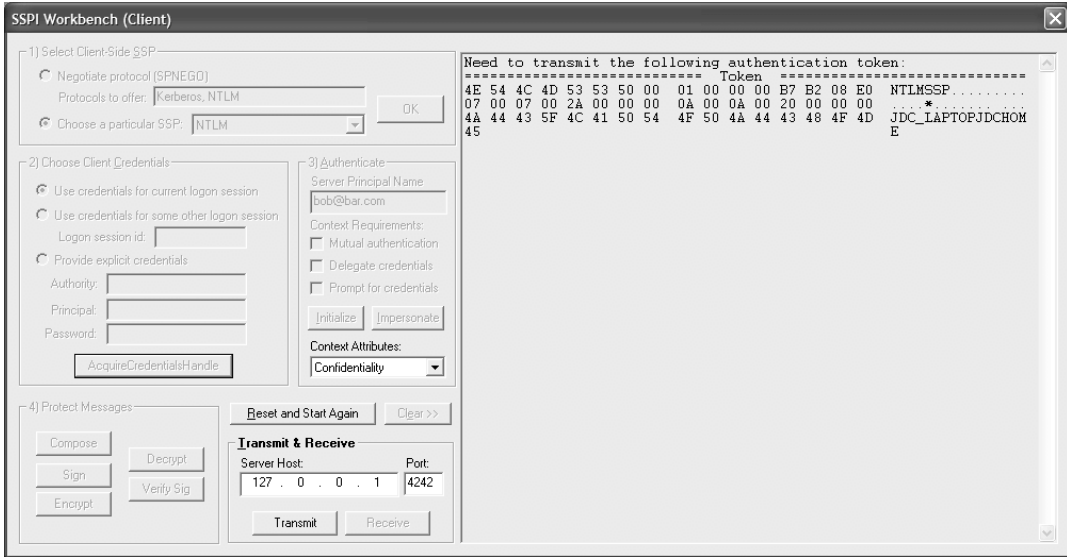 SSPI Workbench (Client)
1) Select Client-Side SSP
Negotiate protocol (SPNEGO)
Protocols to offer: Kerberos, NTLM
Choose a particular SSP: NTLM
OK
2) Choose Client Credentials
Use credentials for current logon session
Use credentials for some other logon session
Logon session id:
Provide explicit credentials
Authority:
Principal:
Password:
AcquireCredentialsHandle
3) Authenticate
Server Principal Name
bob@bar.com
Context Requirements:
Mutual authentication
Delegate credentials
Prompt for credentials
Initialize Impersonate
Context Attributes:
Confidentiality
4) Protect Messages
Compose
Sign
Encrypt
Decrypt
Verify Sig
Reset and Start Again Clear >>
Transmit & Receive
Server Host: Port:
127 . 0 . 0 . 1 4242
Transmit Receive
Need to transmit the following authentication token:
============================ Token =============================
4E 54 4C 4D 53 53 50 00 01 00 00 00 B7 B2 08 E0 NTLMSSP.........
07 00 07 00 2A 00 00 00 0A 00 0A 00 20 00 00 00 ....*....... ...
4A 44 43 5F 4C 41 50 54 4F 50 4A 44 43 48 4F 4D JDC_LAPTOPJDCHOM
45 E